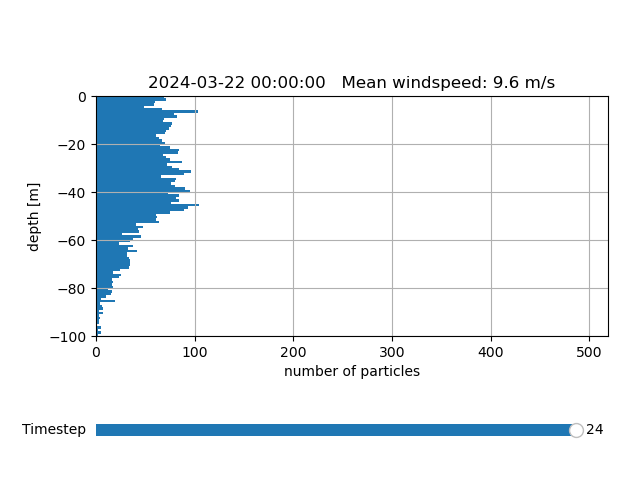 2024-03-22 00:00:00   Mean windspeed: 9.6 m/s
0
−20
−40
−60
−80
−100
depth [m]
0 100 200 300 400 500
number of particles
Timestep 24